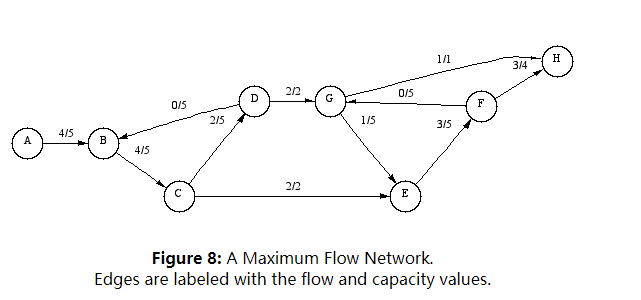 1/1
H
3/4
2/2
D
G
0/5
F
0/5
2/5
1/5
3/5
4/5
A
B
4/5
2/2
C
E
Figure 8: A Maximum Flow Network.
Edges are labeled with the flow and capacity values.